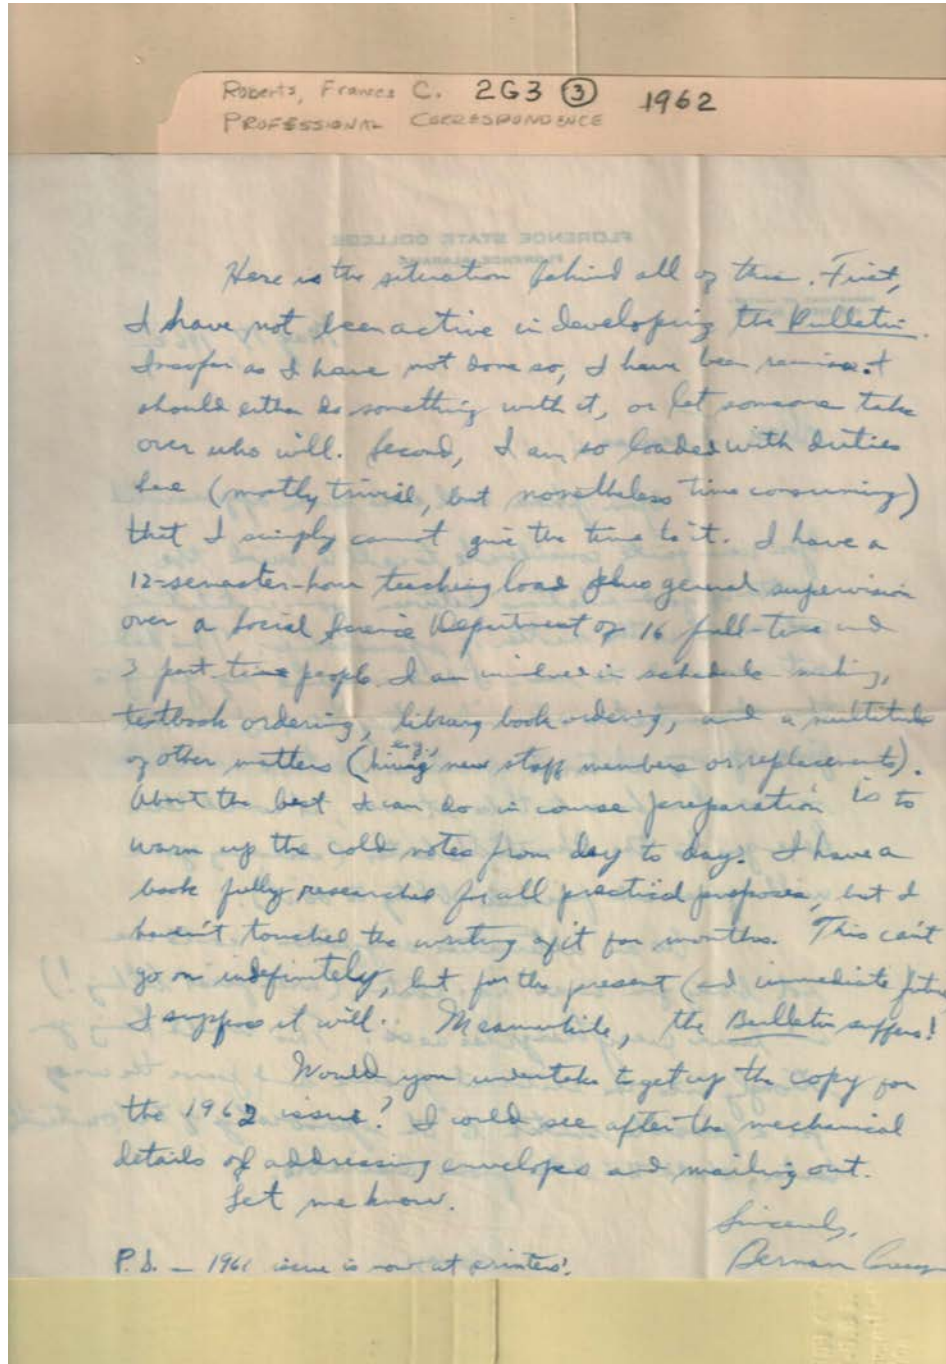 Roberts, Frances C. 2G3 ③ 1962
PROFESSIONAL CORRESPONDENCE
FLORENCE STATE COLLEGE
FLORENCE, ALABAMA
Here is the situation behind all of this. First,
I have not been active in developing the Bulletin.
Insofar as I have not done so, I have been remiss. I
should either do something with it, or let someone take
over who will. Second, I am so loaded with duties
here (mostly trivial, but nonetheless time consuming)
that I simply cannot give the time to it. I have a
12-semester-hour teaching load plus general supervision
over a Social Science Department of 16 full-time and
3 part-time people. I am involved in schedule-making,
textbook ordering, library book ordering, and a multitude
of other matters (e.g., hiring new staff members or replacements).
About the best I can do in course preparation is to
warm up the cold notes from day to day. I have a
book fully researched for all practical purposes, but I
haven't touched the writing of it for months. This can't
go on indefinitely, but for the present (and immediate future)
I suppose it will. Meanwhile, the Bulletin suffers!
Would you undertake to get up the copy for
the 1962 issue? I would see after the mechanical
details of addressing envelopes and mailing out.
Let me know.
Sincerely,
P.S. — 1961 issue is now at printers'.
Bernarr